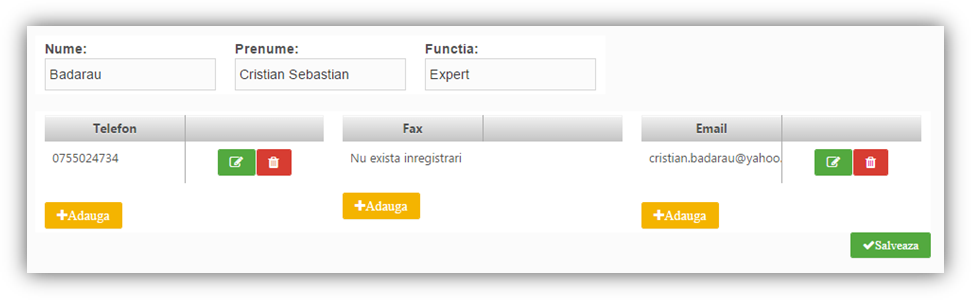 Nume: Prenume: Functia:
Badarau Cristian Sebastian Expert
Telefon Fax Email
0755024734 Nu exista inregistrari cristian.badarau@yahoo.
Adauga Adauga Adauga
Salveaza